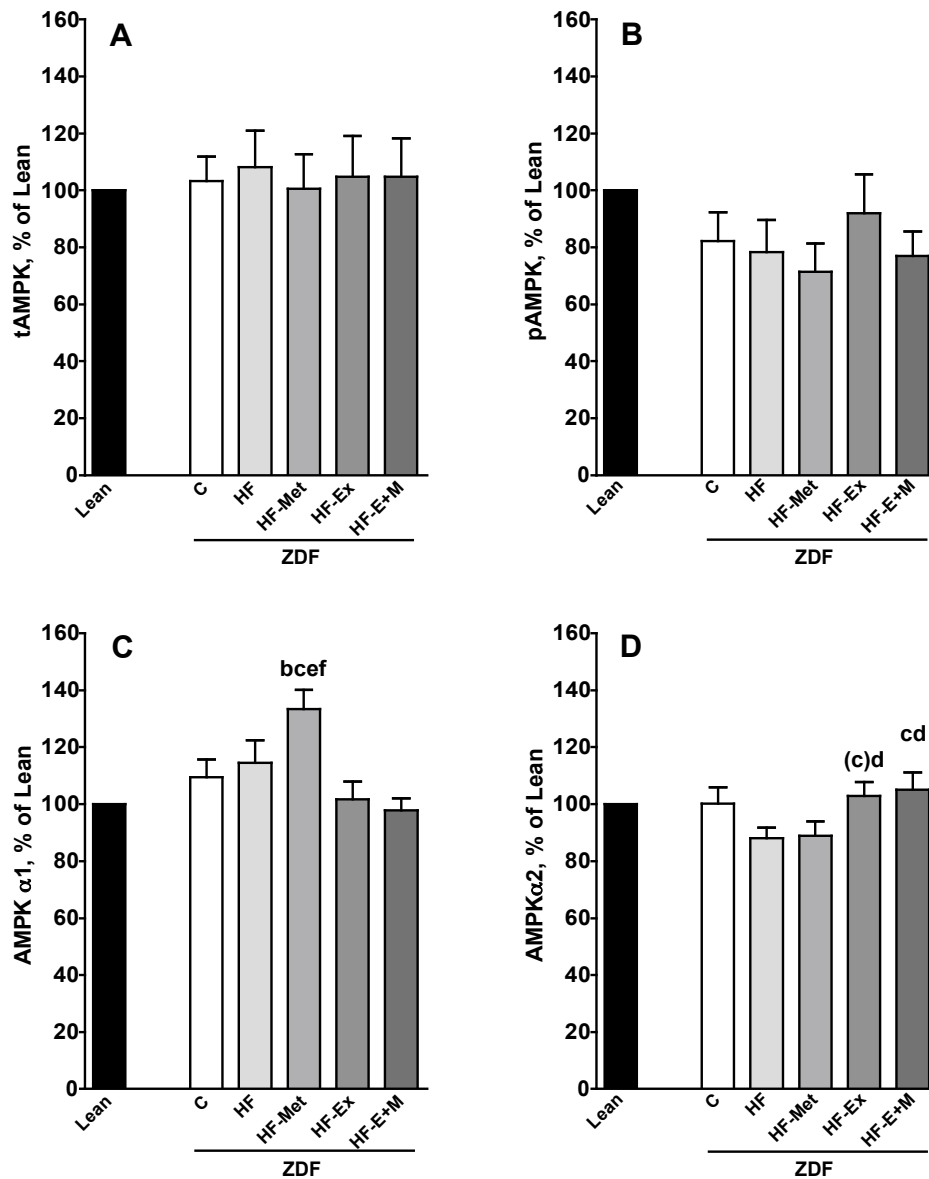 A
tAMPK, % of Lean
160
140
120
100
80
60
40
20
0
Lean
C
HF
HF-Met
HF-Ex
HF-E+M
ZDF
B
pAMPK, % of Lean
160
140
120
100
80
60
40
20
0
Lean
C
HF
HF-Met
HF-Ex
HF-E+M
ZDF
C
AMPK α1, % of Lean
160
140
120
100
80
60
40
20
0
bcef
Lean
C
HF
HF-Met
HF-Ex
HF-E+M
ZDF
D
AMPKα2, % of Lean
160
140
120
100
80
60
40
20
0
(c)d
cd
Lean
C
HF
HF-Met
HF-Ex
HF-E+M
ZDF